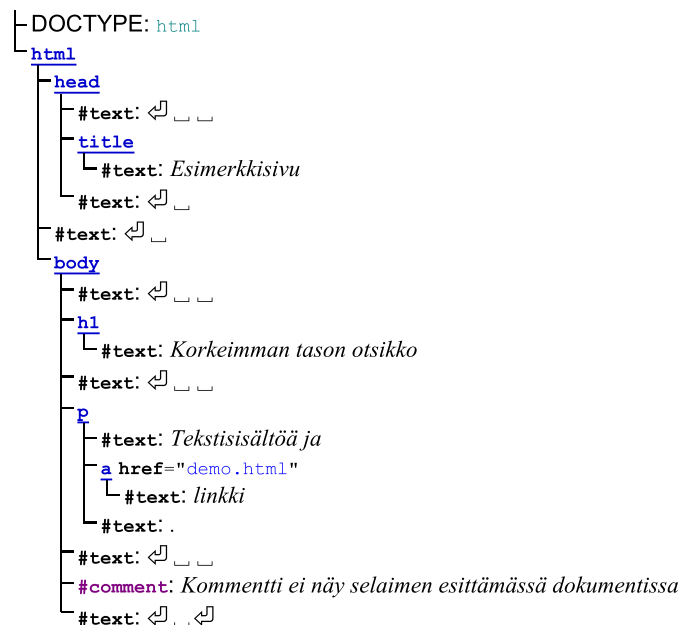 DOCTYPE: html
html
head
#text: ⏎␣␣
title
#text: Esimerkkisivu
#text: ⏎␣
#text: ⏎␣
body
#text: ⏎␣␣
h1
#text: Korkeimman tason otsikko
#text: ⏎␣␣
p
#text: Tekstisisältöä ja
a href="demo.html"
#text: linkki
#text: .
#text: ⏎␣␣
#comment: Kommentti ei näy selaimen esittämässä dokumentissa
#text: ⏎␣⏎